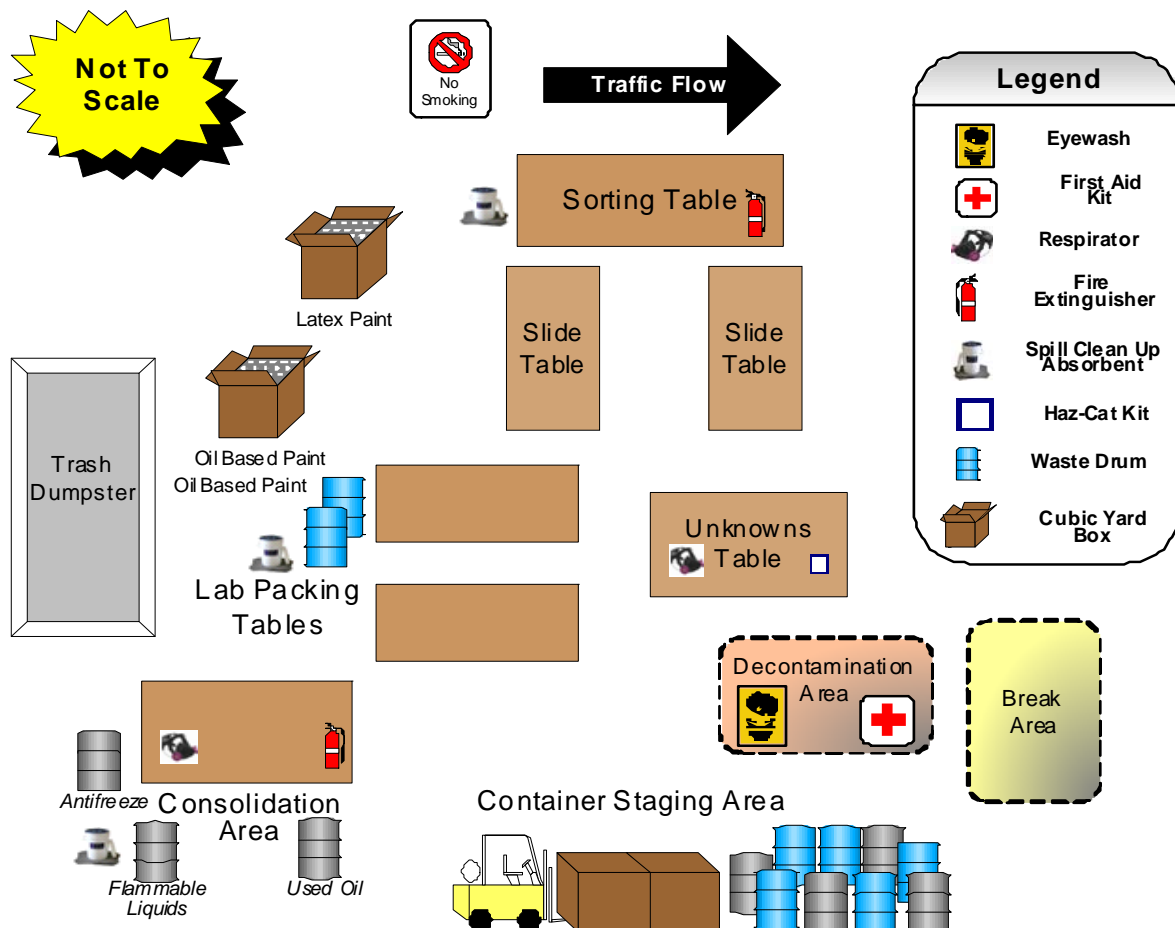 Not To
Scale
No
Smoking
Traffic Flow
Legend
Eyewash
First Aid
Kit
Respirator
Fire
Extinguisher
Spill Clean Up
Absorbent
Haz-Cat Kit
Waste Drum
Cubic Yard
Box
Sorting Table
Latex Paint
Slide
Table
Slide
Table
Trash
Dumpster
Oil Based Paint
Oil Based Paint
Lab Packing
Tables
Unknowns
Table
Decontamination
Area
Break
Area
Antifreeze
Consolidation
Area
Flammable
Liquids
Used Oil
Container Staging Area